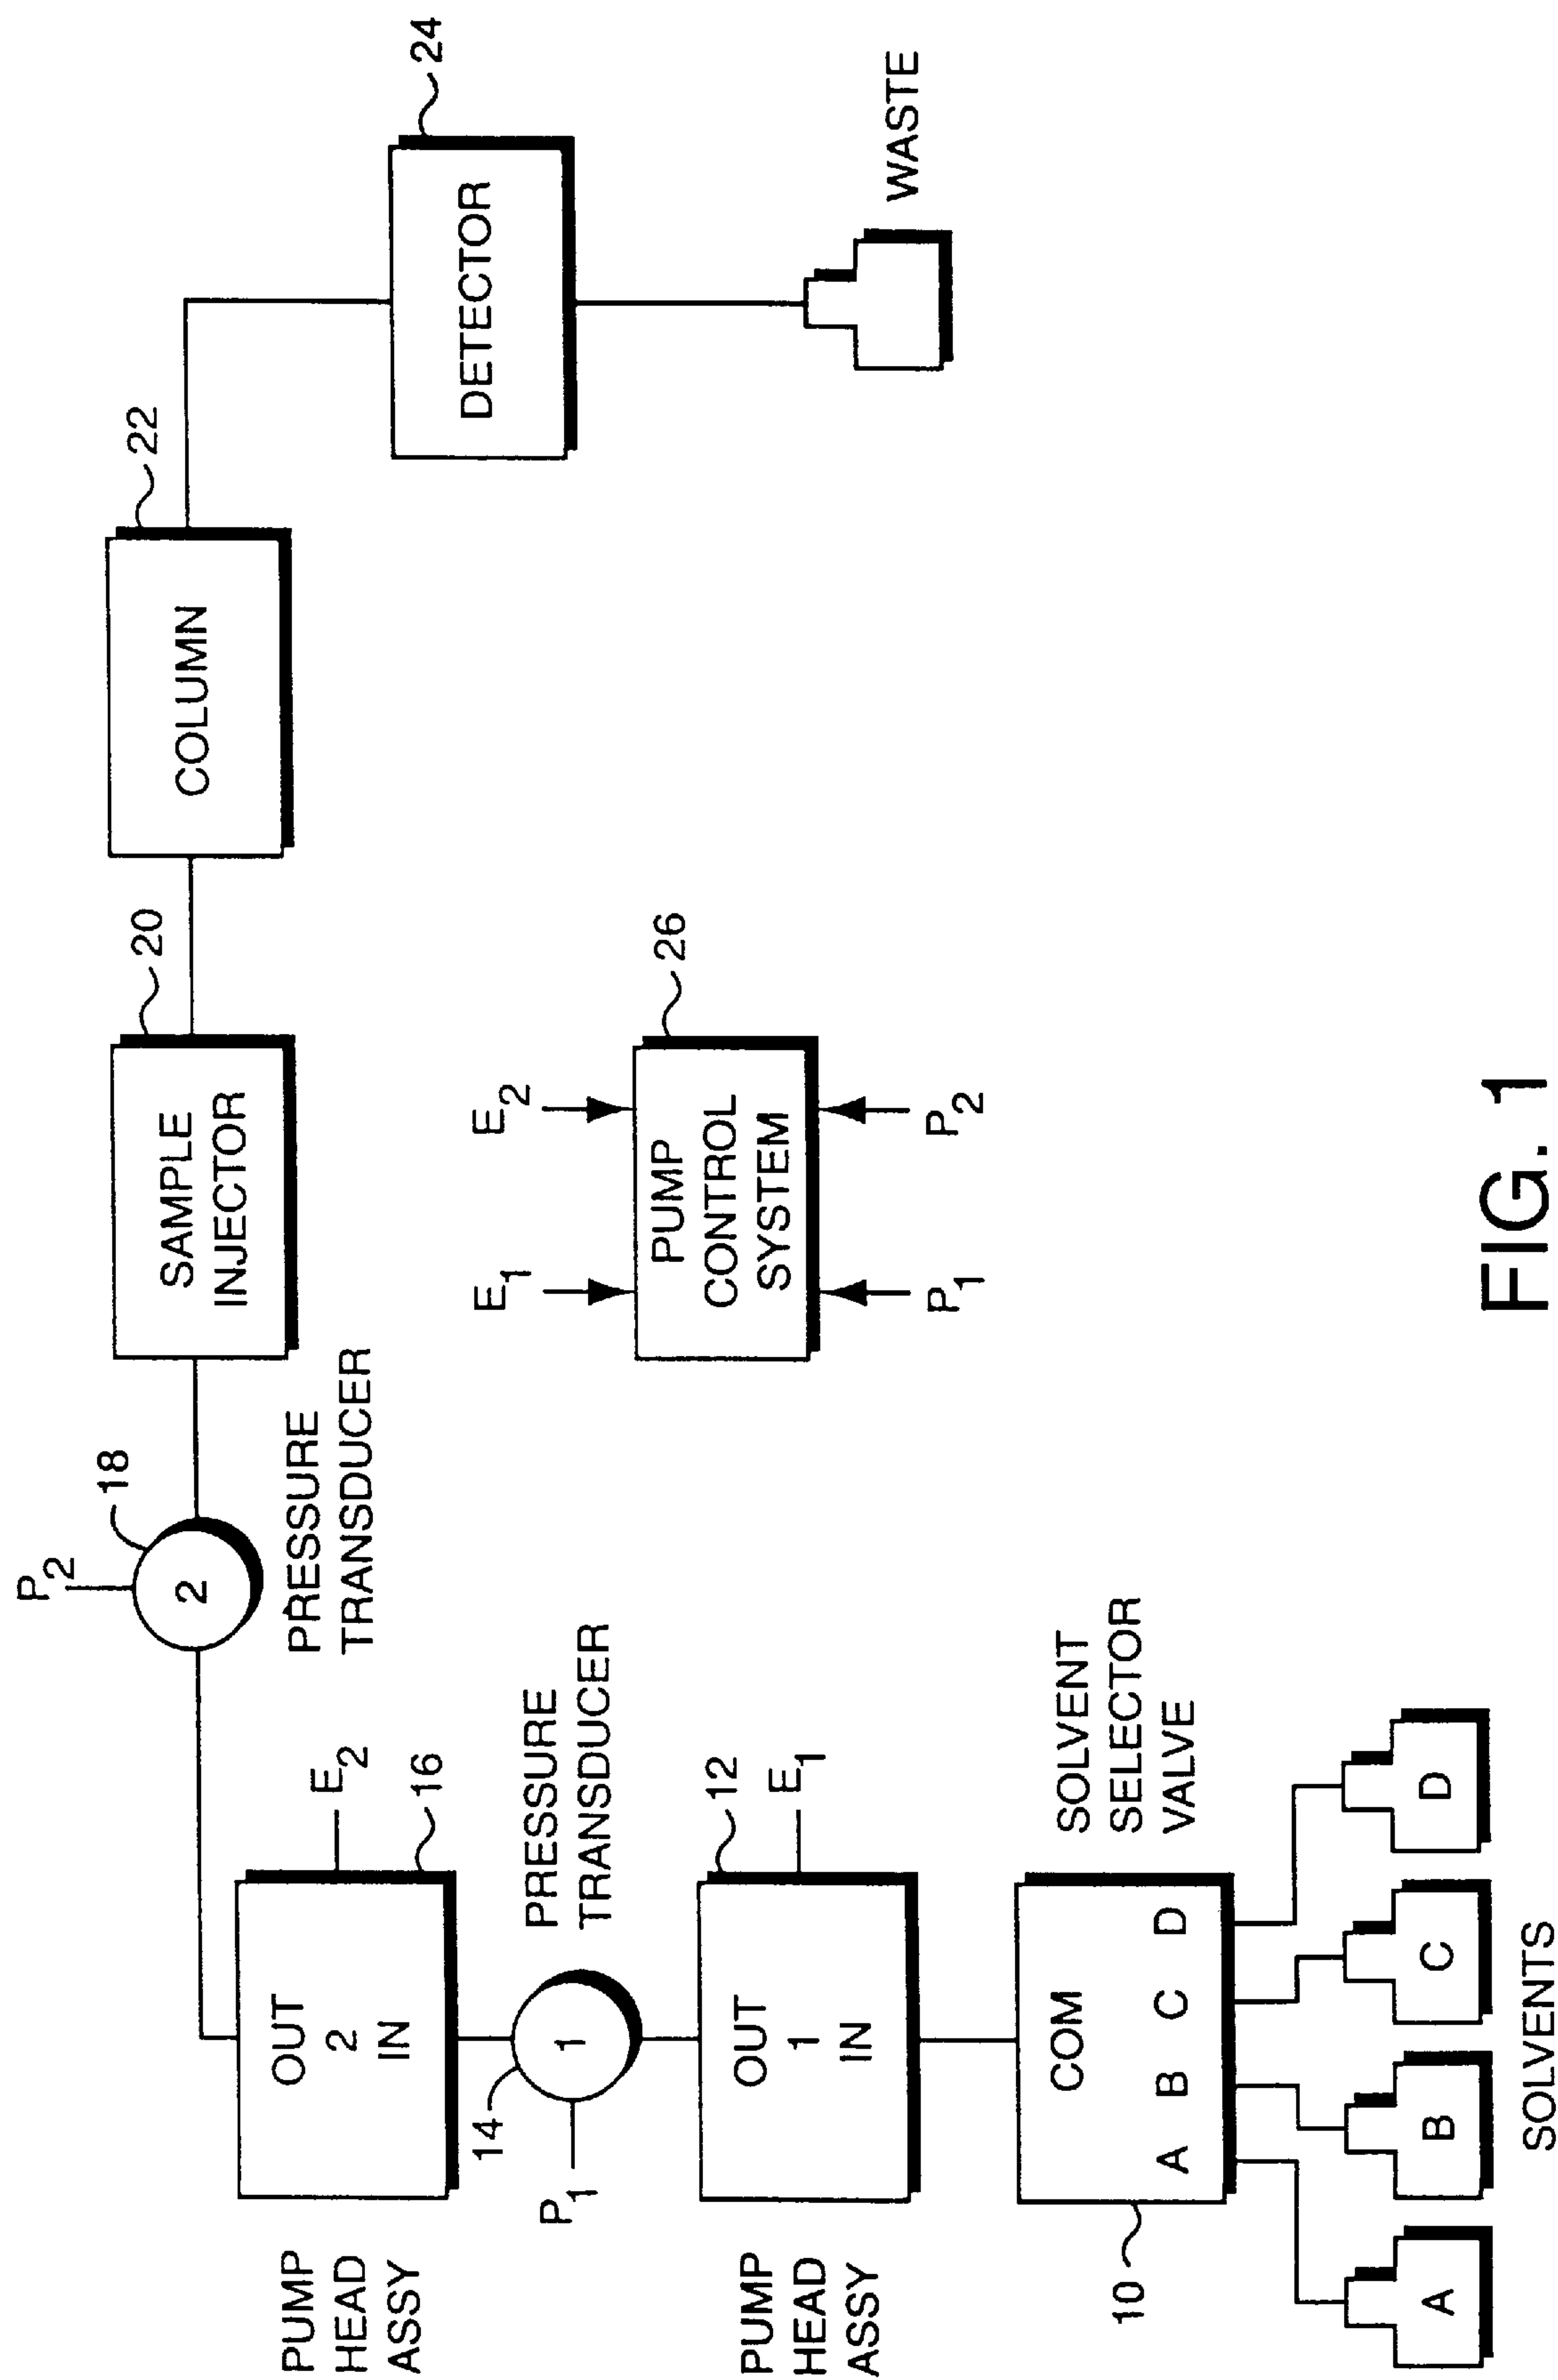 P2
18
2
PRESSURE
TRANSDUCER
SAMPLE
INJECTOR
20
COLUMN
22
DETECTOR
24
WASTE
PUMP
HEAD
ASSY
OUT
2
IN
E2
16
14
P1
1
PRESSURE
TRANSDUCER
PUMP
HEAD
ASSY
OUT
1
IN
12
E1
E1
E2
PUMP
CONTROL
SYSTEM
26
P1
P2
10
COM
A B C D
SOLVENT
SELECTOR
VALVE
A
B
C
D
SOLVENTS
FIG. 1